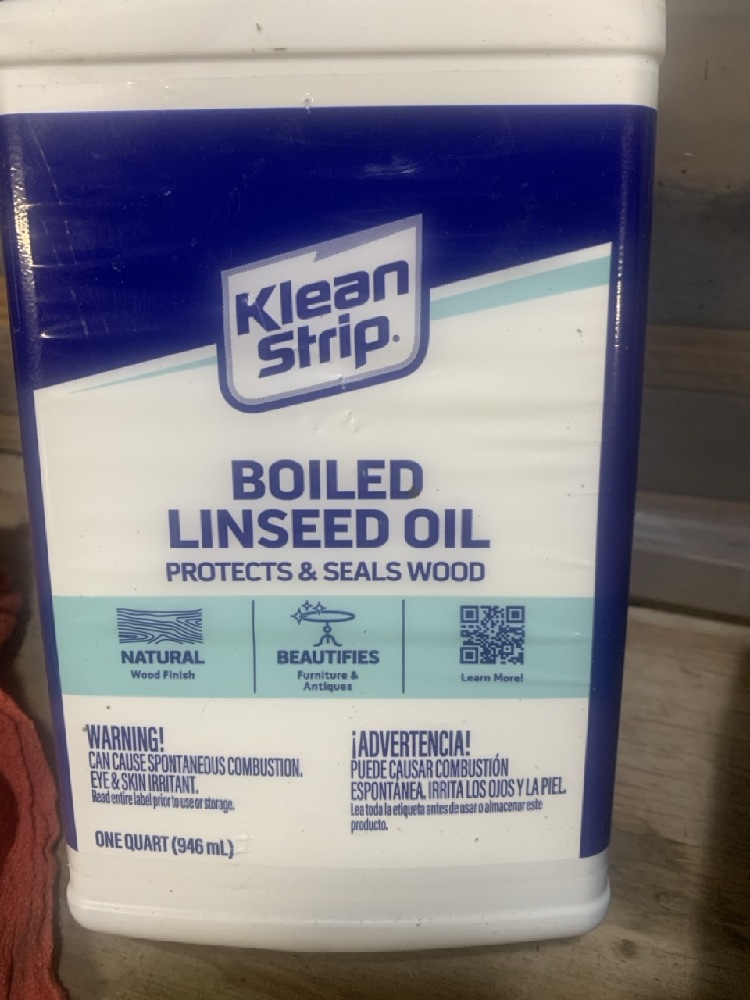 Klean
Strip.
BOILED
LINSEED OIL
PROTECTS & SEALS WOOD
NATURAL
Wood Finish
BEAUTIFIES
Furniture &
Antiques
Learn More!
WARNING!
CAN CAUSE SPONTANEOUS COMBUSTION.
EYE & SKIN IRRITANT.
Read entire label prior to use or storage.
¡ADVERTENCIA!
PUEDE CAUSAR COMBUSTIÓN
ESPONTÁNEA. IRRITA LOS OJOS Y LA PIEL.
Lea toda la etiqueta antes de usar o almacenar este
producto.
ONE QUART (946 mL)